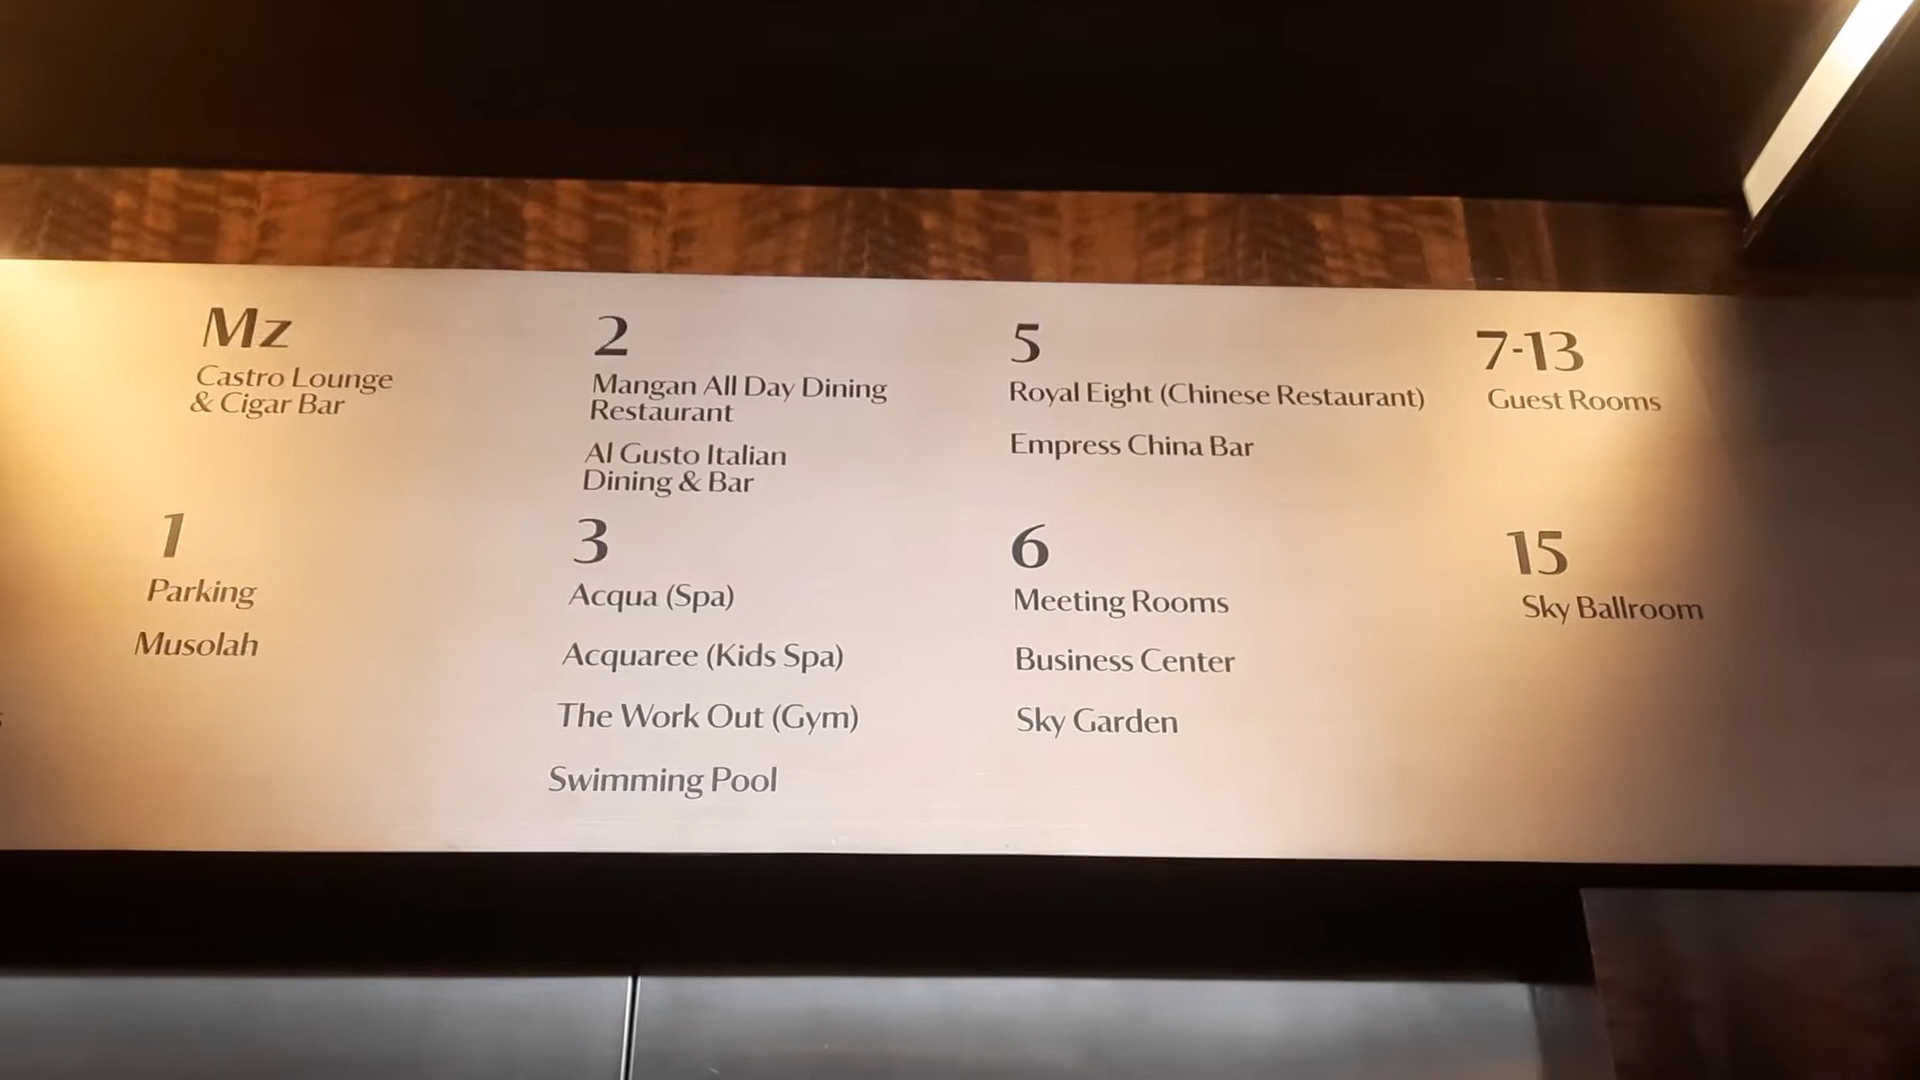 Mz
Castro Lounge
& Cigar Bar
1
Parking
Musolah
2
Mangan All Day Dining
Restaurant
Al Gusto Italian
Dining & Bar
3
Acqua (Spa)
Acquaree (Kids Spa)
The Work Out (Gym)
Swimming Pool
5
Royal Eight (Chinese Restaurant)
Empress China Bar
6
Meeting Rooms
Business Center
Sky Garden
7-13
Guest Rooms
15
Sky Ballroom